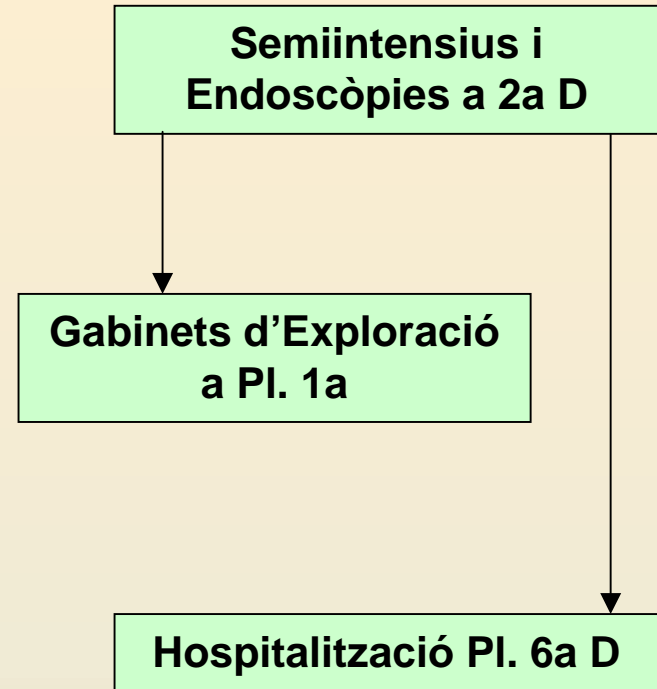 Semiintensius i
Endoscòpies a 2a D
Gabinets d’Exploració
a Pl. 1a
Hospitalització Pl. 6a D